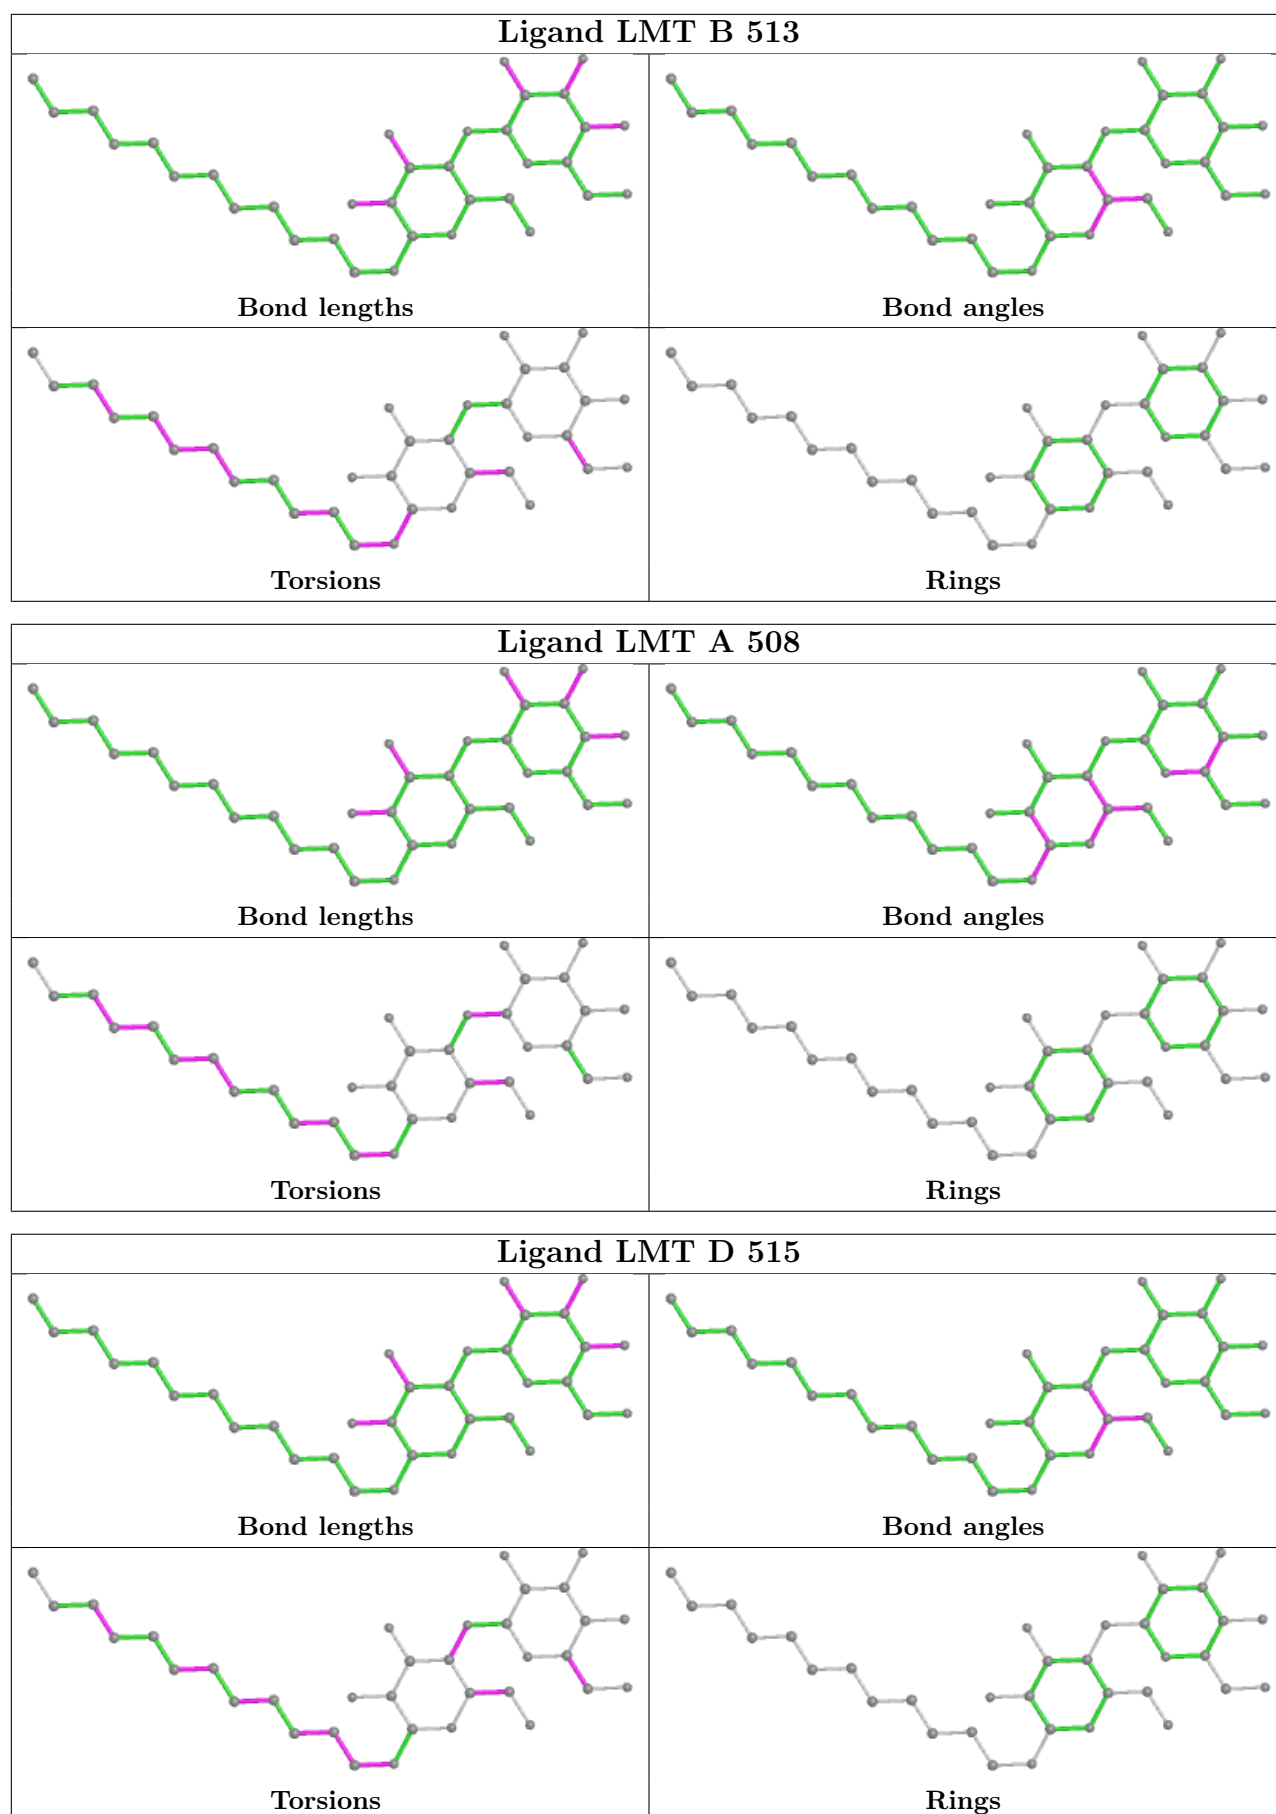 Ligand LMT B 513
Bond lengths
Bond angles
Torsions
Rings
Ligand LMT A 508
Bond lengths
Bond angles
Torsions
Rings
Ligand LMT D 515
Bond lengths
Bond angles
Torsions
Rings